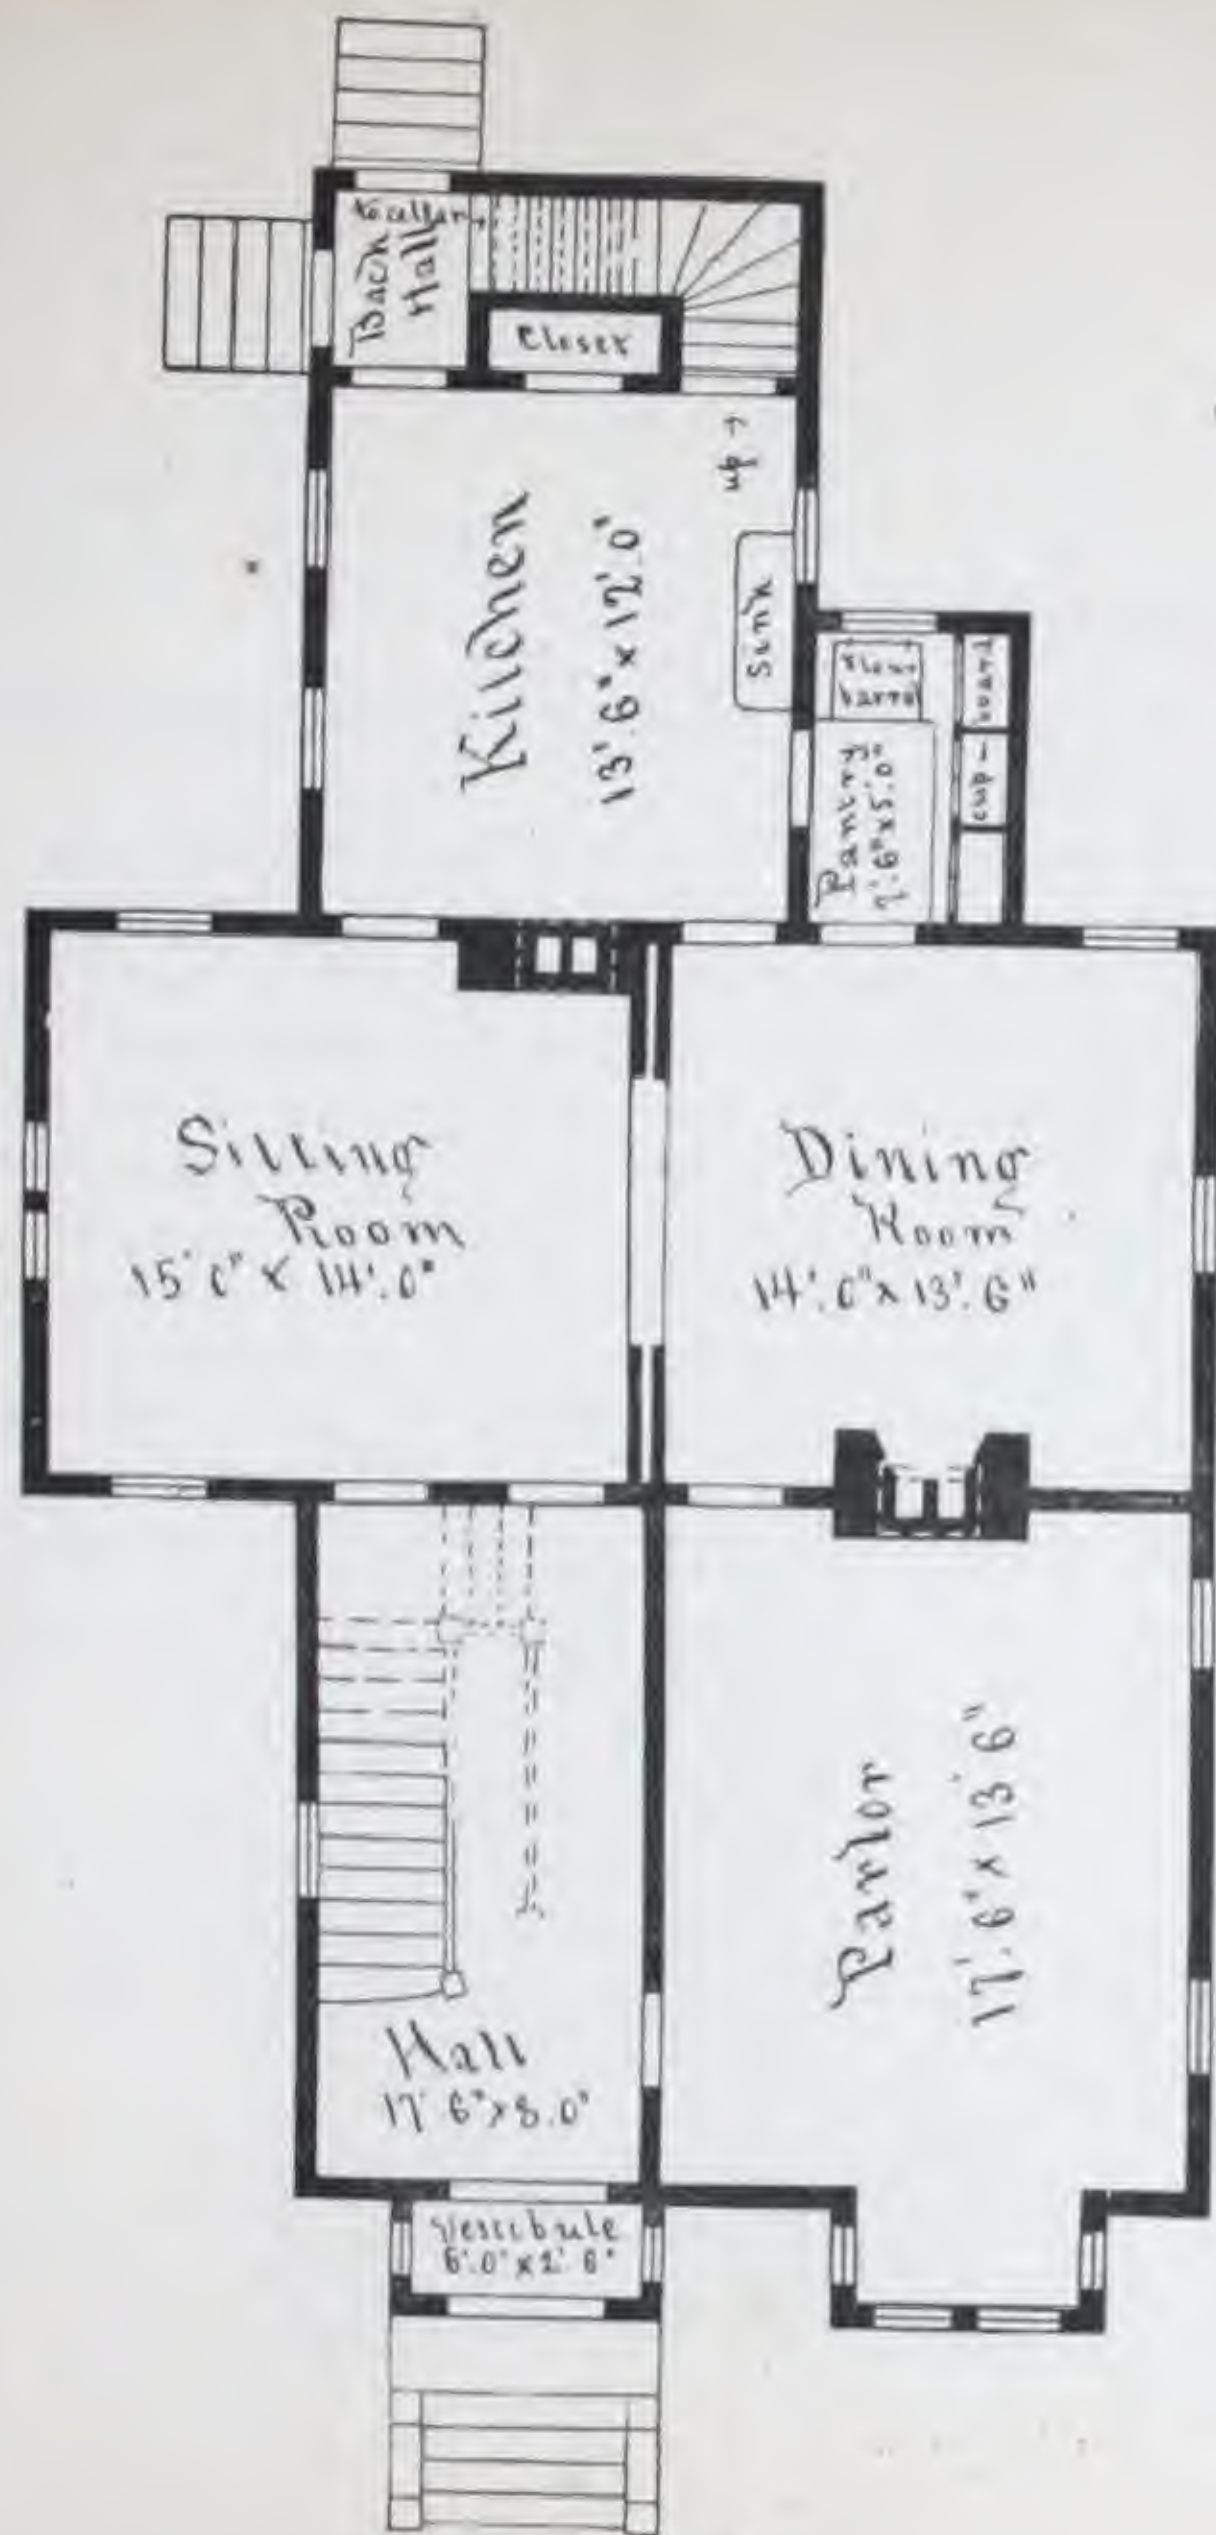 to cellar
Back
Hall
Closet
up
Kitchen
13'.6" x 12'.0"
Sink
Flour
barrel
cup-board
Pantry
7'.6" x 5'.0"
Sitting
Room
15'0" x 14'.0"
Dining
Room
14'.0" x 13'.6"
Parlor
17'.6" x 13'6"
Hall
17'6" x 8.0"
Vestibule
6'.0" x 2'.6"